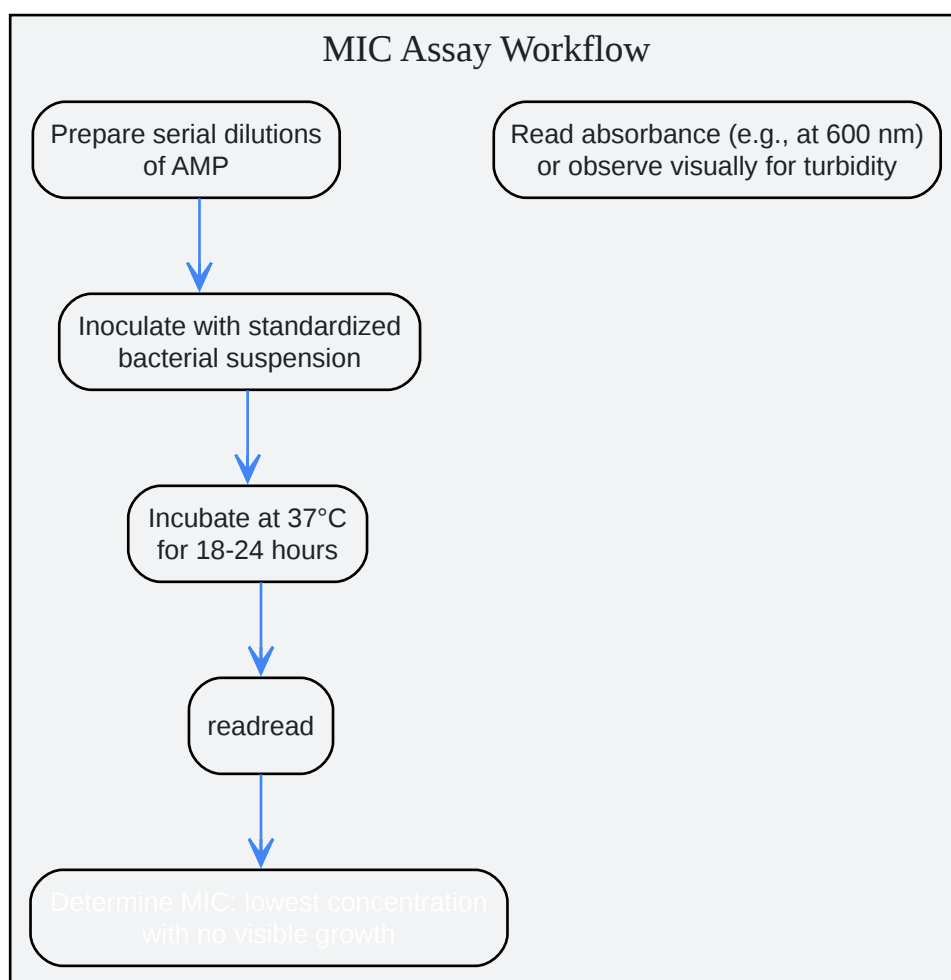 MIC Assay Workflow
Prepare serial dilutions
of AMP
Read absorbance (e.g., at 600 nm)
or observe visually for turbidity
Inoculate with standardized
bacterial suspension
Incubate at 37°C
for 18-24 hours
readread
Determine MIC: lowest concentration
with no visible growth